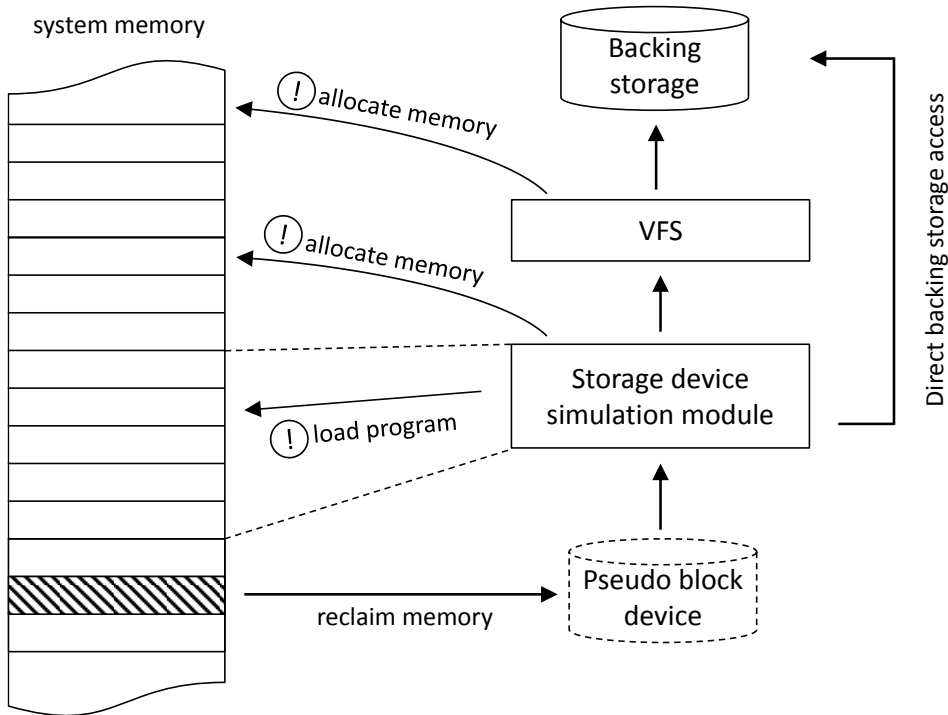 system memory
Backing
storage
! allocate memory
VFS
! allocate memory
Direct backing storage access
Storage device
simulation module
! load program
Pseudo block
device
reclaim memory